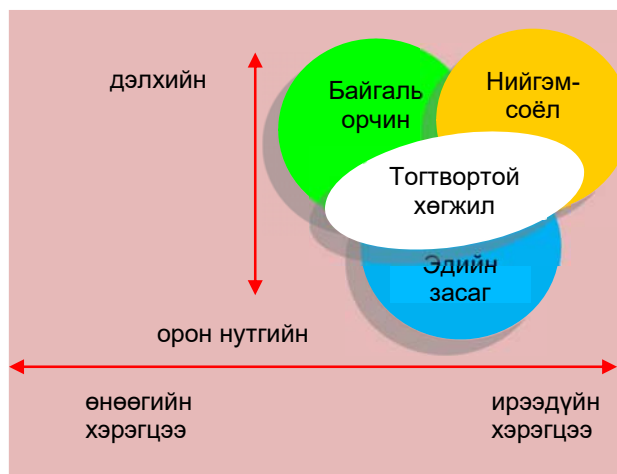 дэлхийн
Байгаль
орчин
Нийгэм-
соёл
Тогтвортой
хөгжил
Эдийн
засаг
орон нутгийн
өнөөгийн
хэрэгцээ
ирээдүйн
хэрэгцээ